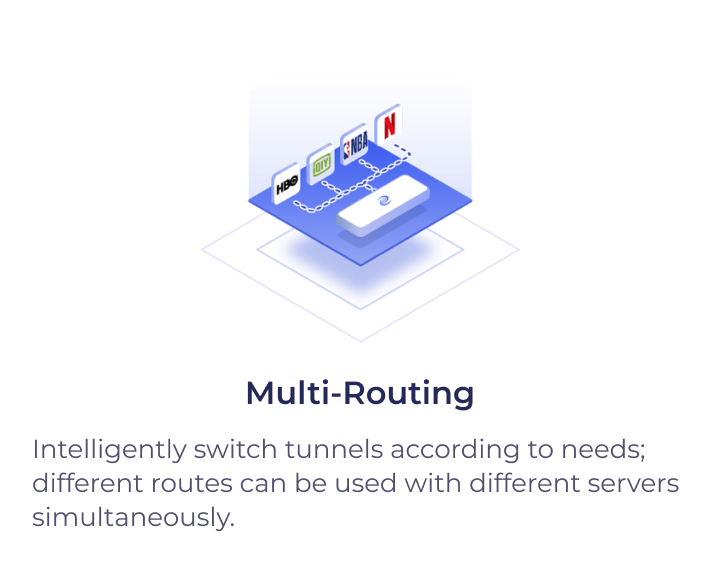 HBO
DIY
NBA
N
Multi-Routing
Intelligently switch tunnels according to needs;
different routes can be used with different servers
simultaneously.